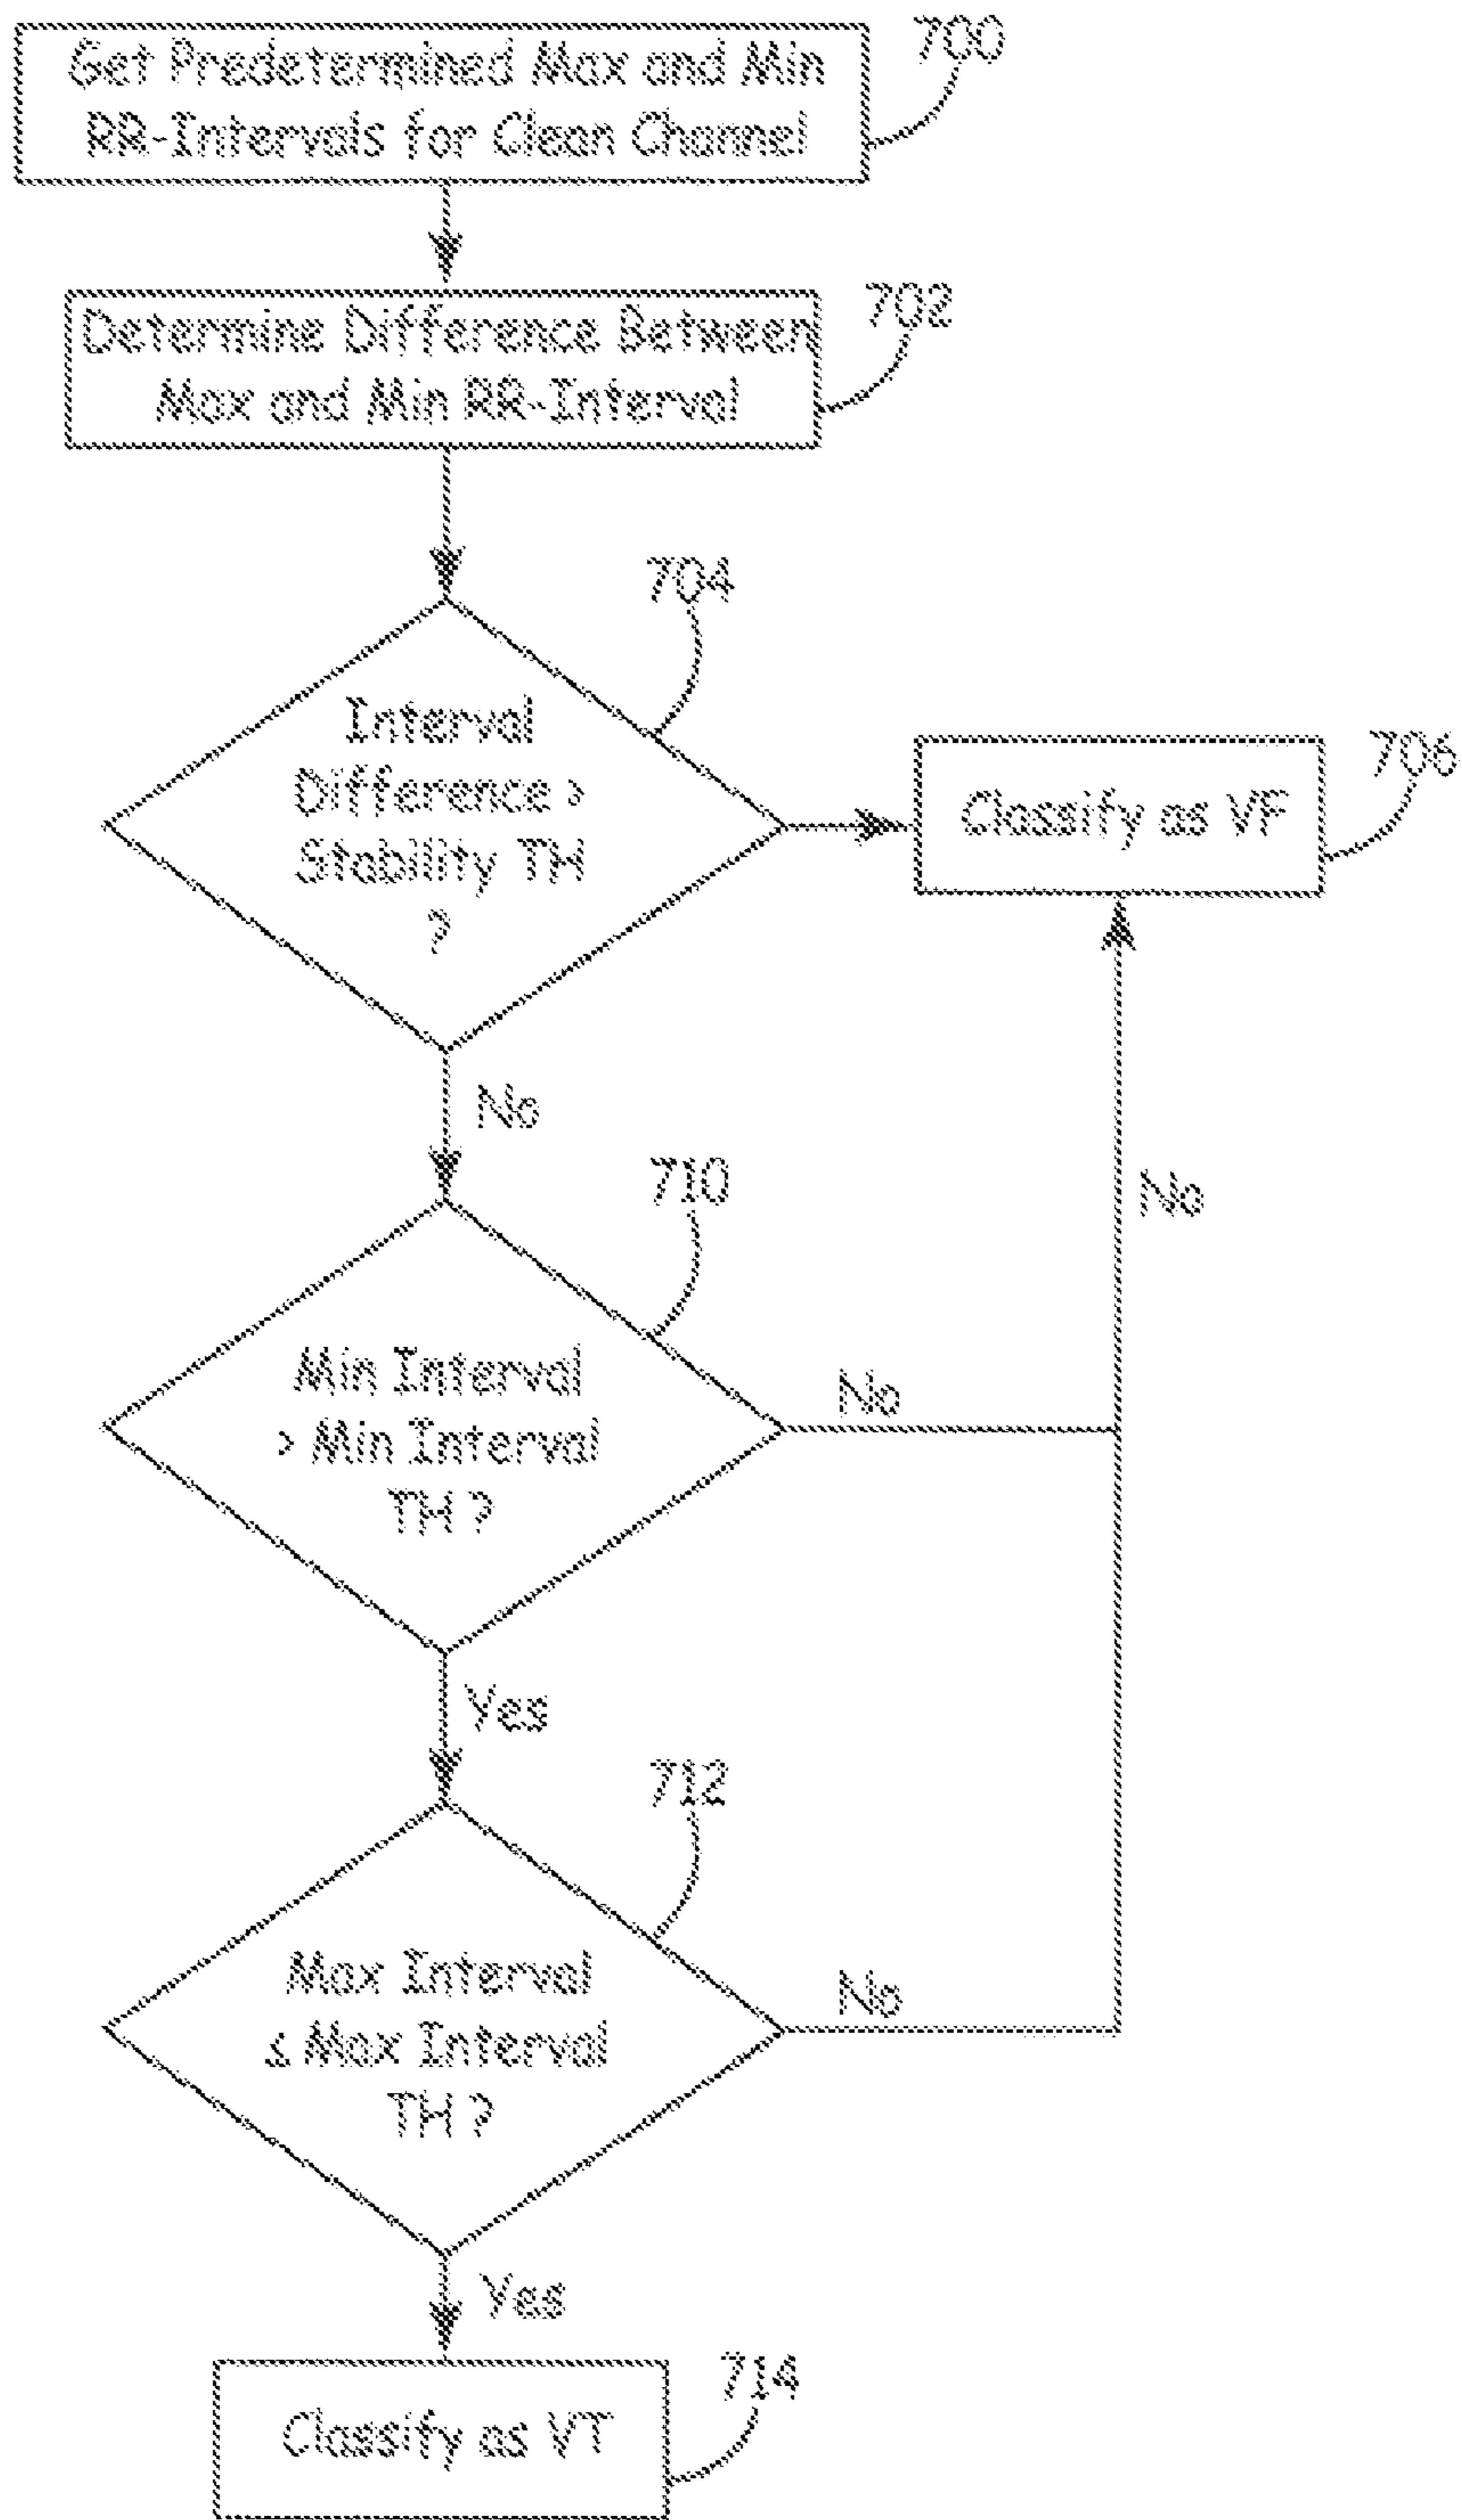 Get Predetermined Max and Min
RR-Intervals for Clean Channel
700
Determine Difference Between
Max and Min RR-Interval
702
704
Interval
Difference >
Stability TH
?
706
Classify as VF
No
710
No
Min Interval
> Min Interval
TH ?
No
Yes
712
Max Interval
≤ Max Interval
TH ?
No
Yes
714
Classify as VT